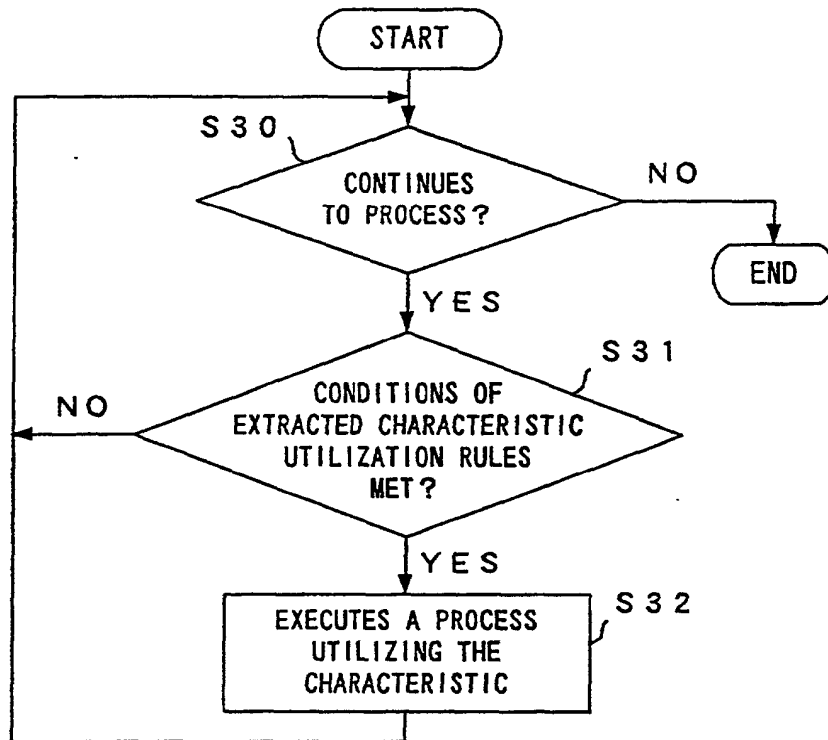 START
S30
CONTINUES
TO PROCESS?
NO
END
YES
S31
CONDITIONS OF
EXTRACTED CHARACTERISTIC
UTILIZATION RULES
MET?
NO
YES
S32
EXECUTES A PROCESS
UTILIZING THE
CHARACTERISTIC